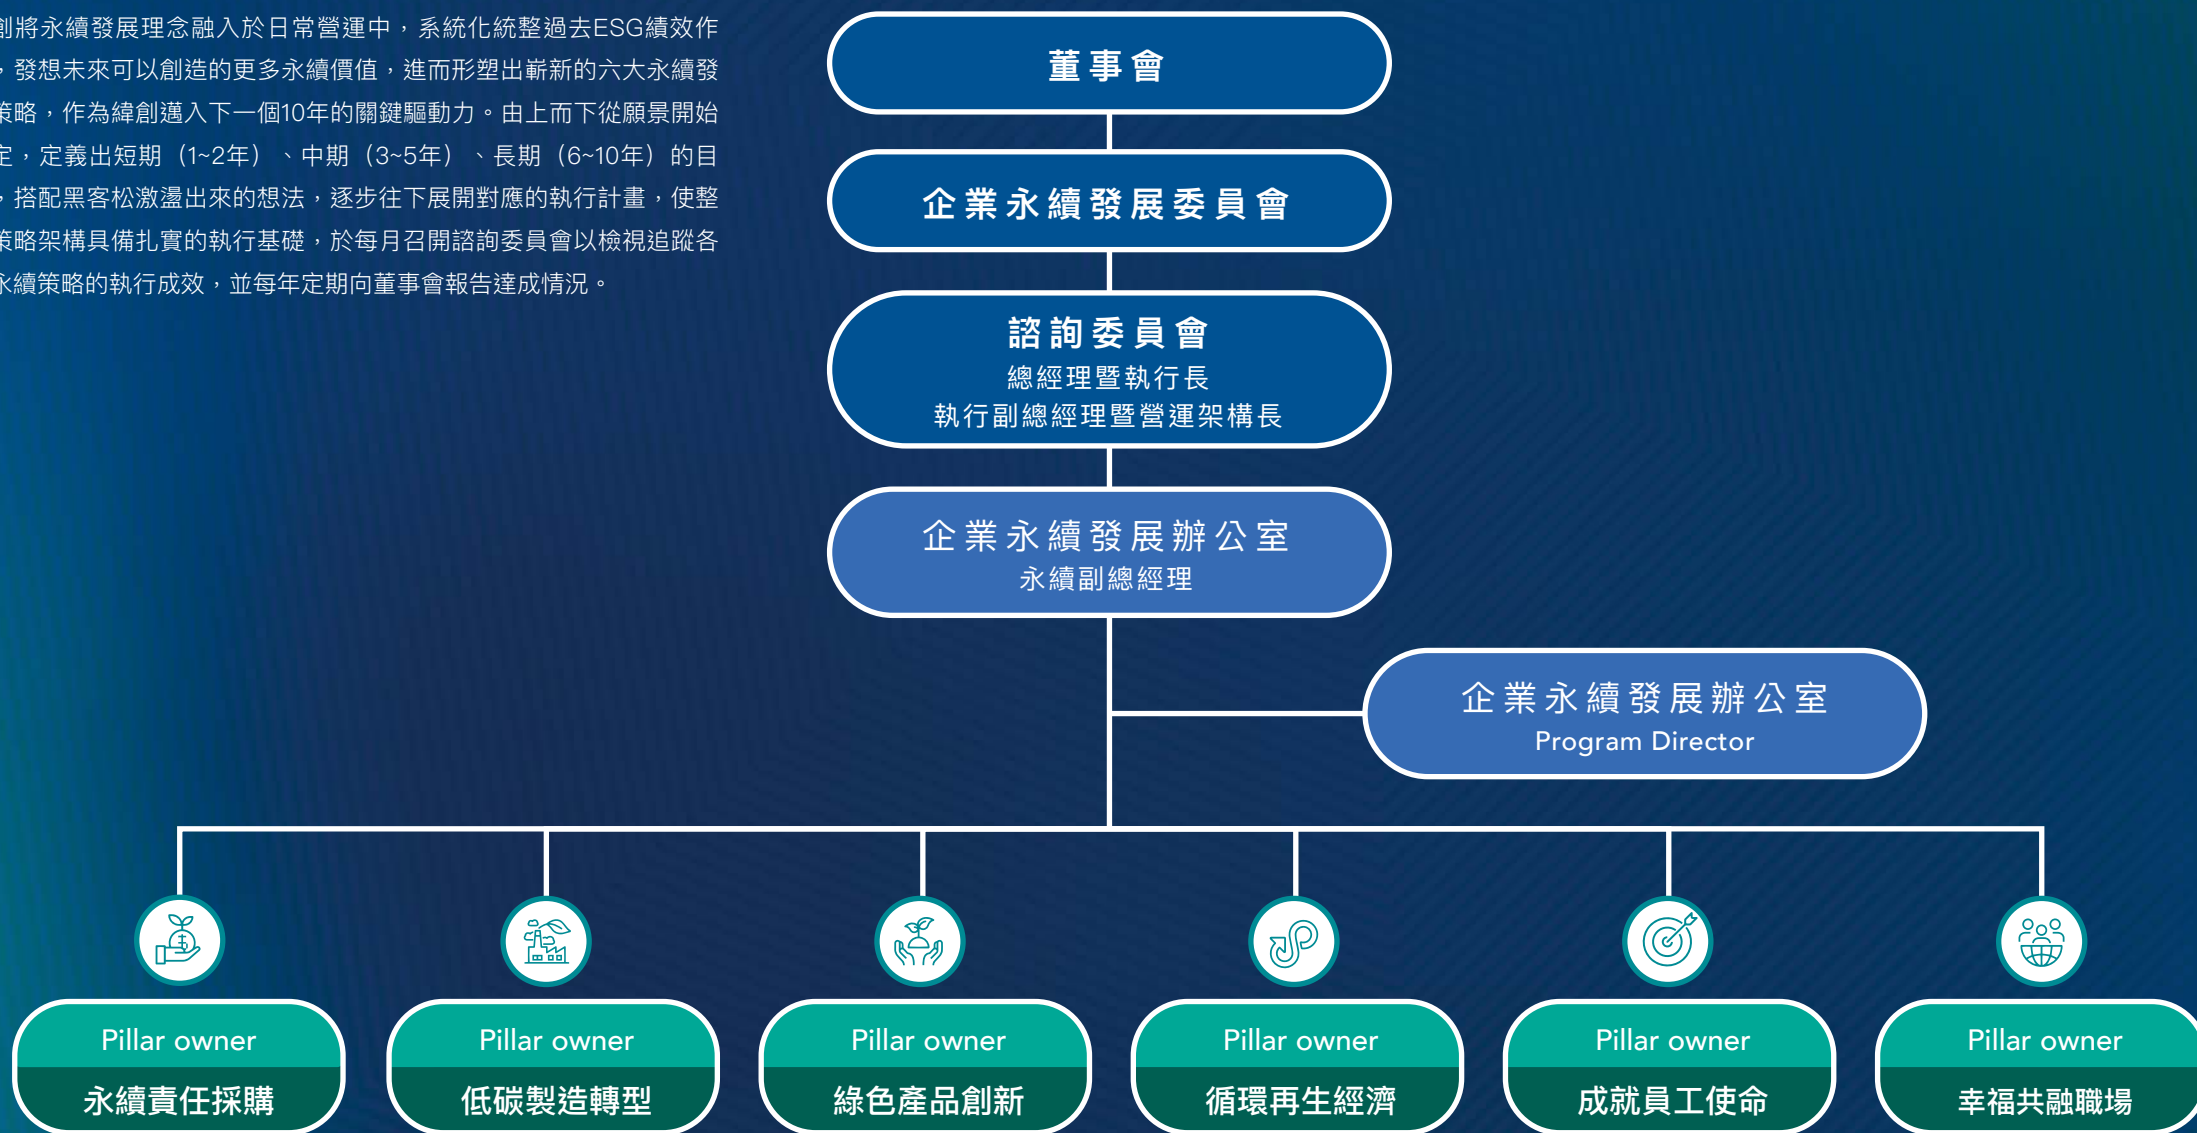 創將永續發展理念融入於日常營運中，系統化統整過去ESG績效作
，發想未來可以創造的更多永續價值，進而形塑出嶄新的六大永續發
策略，作為緯創邁入下一個10年的關鍵驅動力。由上而下從願景開始
定，定義出短期（1~2年）、中期（3~5年）、長期（6~10年）的目
，搭配黑客松激盪出來的想法，逐步往下展開對應的執行計畫，使整
策略架構具備扎實的執行基礎，於每月召開諮詢委員會以檢視追蹤各
永續策略的執行成效，並每年定期向董事會報告達成情況。
董事會
企業永續發展委員會
諮詢委員會
總經理暨執行長
執行副總經理暨營運架構長
企業永續發展辦公室
永續副總經理
企業永續發展辦公室
Program Director
Pillar owner
永續責任採購
Pillar owner
低碳製造轉型
Pillar owner
綠色產品創新
Pillar owner
循環再生經濟
Pillar owner
成就員工使命
Pillar owner
幸福共融職場